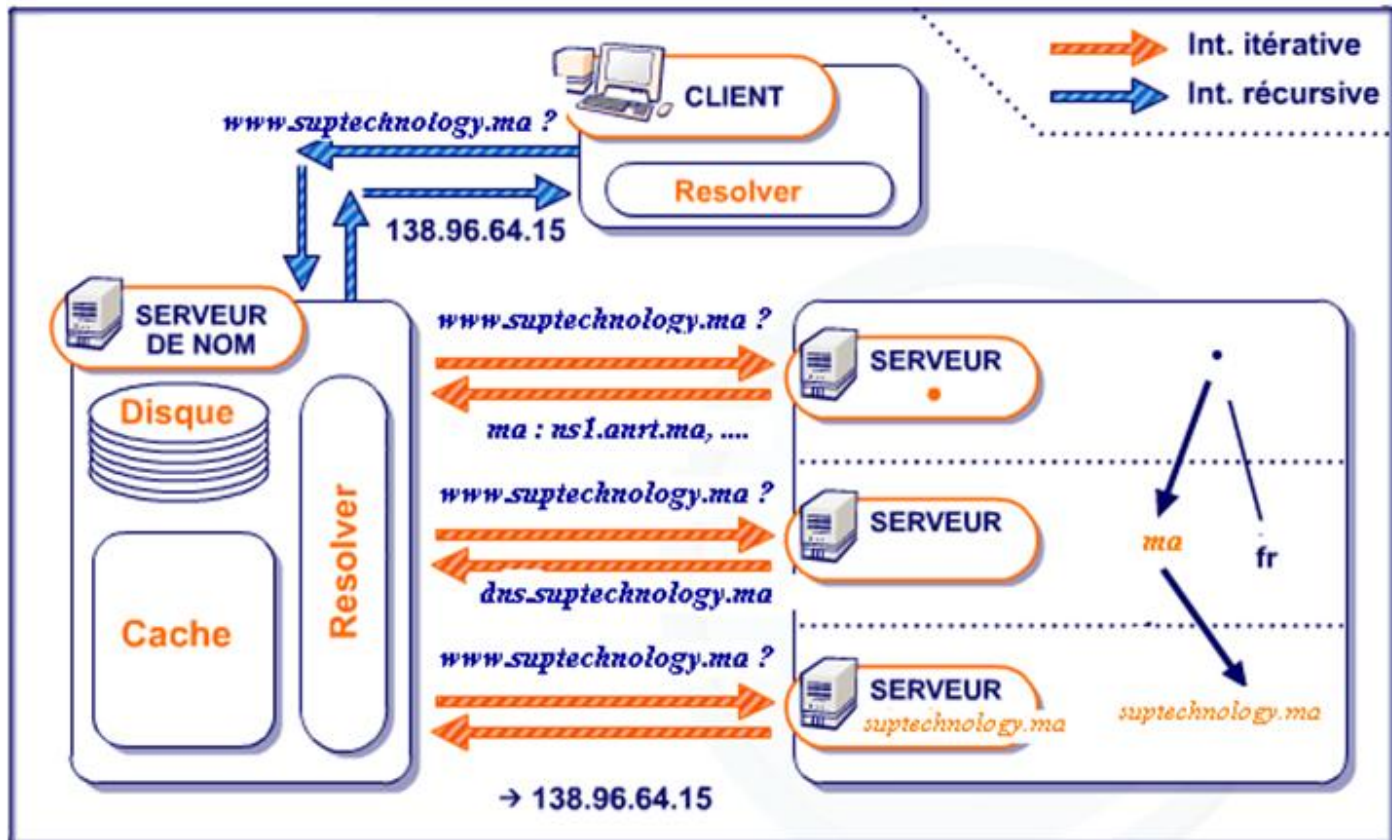 Int. itérative
Int. récursive
CLIENT
www.suptechnology.ma ?
Resolver
138.96.64.15
SERVEUR
DE NOM
Disque
Cache
Resolver
www.suptechnology.ma ?
ma : ns1.anrt.ma, ....
www.suptechnology.ma ?
dns.suptechnology.ma
www.suptechnology.ma ?
→ 138.96.64.15
SERVEUR
•
SERVEUR
SERVEUR
suptechnology.ma
•
ma
fr
suptechnology.ma